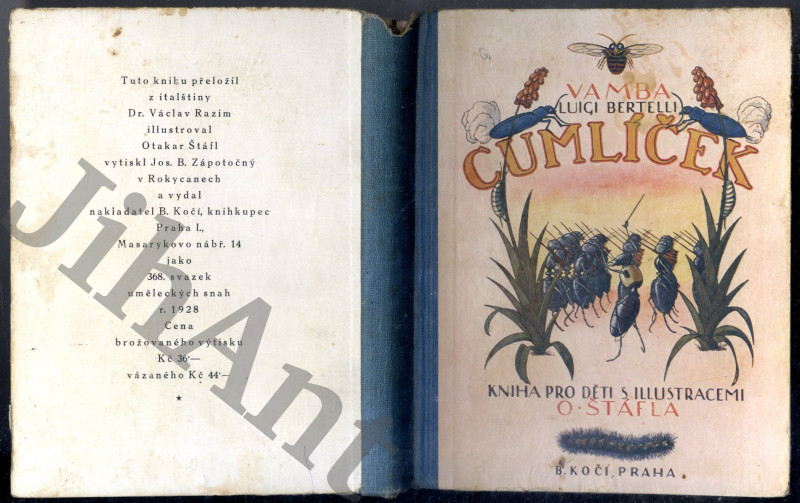 Tuto knihu přeložil
z italštiny
Dr. Václav Razim
illustroval
Otakar Štáfl
vytiskl Jos. B. Zápotočný
v Rokycanech
a vydal
nakladatel B. Kočí, knihkupec
Praha I.,
Masarykovo nábř. 14
jako
368. svazek
uměleckých snah
r. 1928
Cena
brožovaného výtisku
Kč 36·—
vázaného Kč 44·—
VAMBA
(LUIGI BERTELLI)
CUMLÍČEK
KNIHA PRO DĚTI S ILLUSTRACEMI
O. ŠTÁFLA
B. KOČÍ, PRAHA.
JihAnt